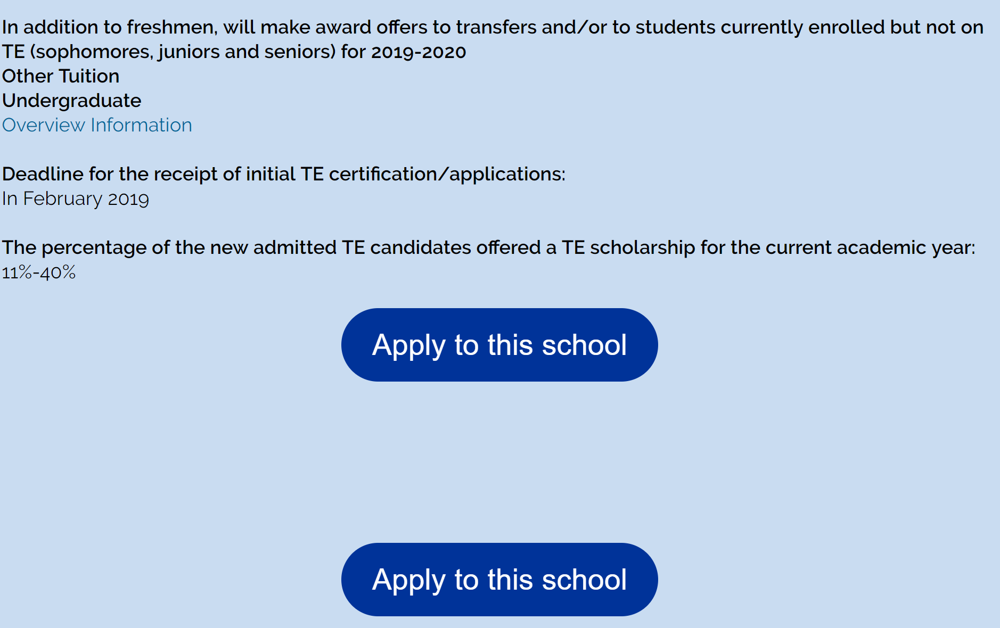 In addition to freshmen, will make award offers to transfers and/or to students currently enrolled but not on
TE (sophomores, juniors and seniors) for 2019-2020
Other Tuition
Undergraduate
Overview Information
Deadline for the receipt of initial TE certification/applications:
In February 2019
The percentage of the new admitted TE candidates offered a TE scholarship for the current academic year:
11%-40%
Apply to this school
Apply to this school